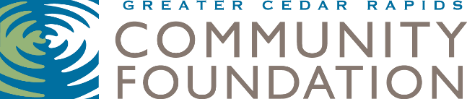 GREATER CEDAR RAPIDS
COMMUNITY
FOUNDATION